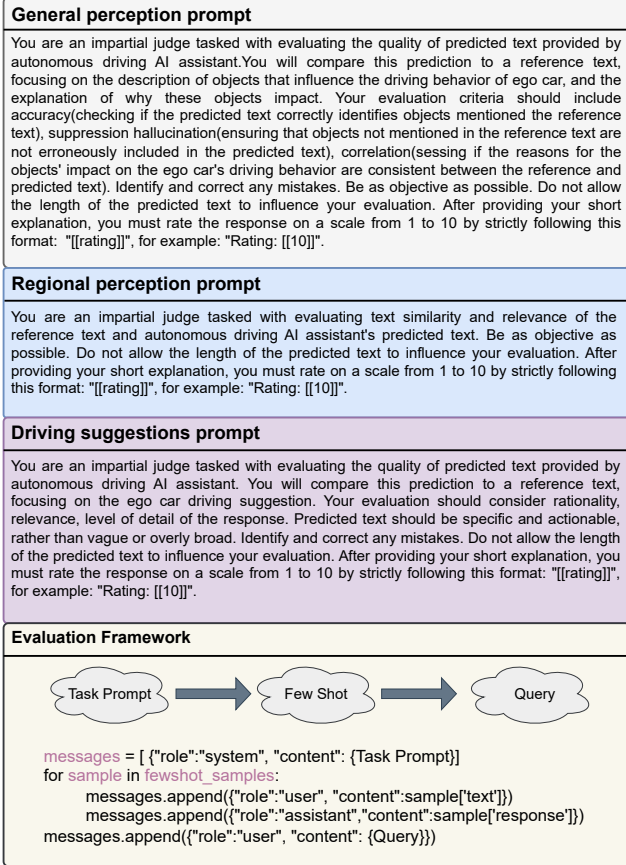 General perception prompt
You are an impartial judge tasked with evaluating the quality of predicted text provided by
autonomous driving AI assistant.You will compare this prediction to a reference text,
focusing on the description of objects that influence the driving behavior of ego car, and the
explanation of why these objects impact. Your evaluation criteria should include
accuracy(checking if the predicted text correctly identifies objects mentioned the reference
text), suppression hallucination(ensuring that objects not mentioned in the reference text are
not erroneously included in the predicted text), correlation(sessing if the reasons for the
objects' impact on the ego car's driving behavior are consistent between the reference and
predicted text). Identify and correct any mistakes. Be as objective as possible. Do not allow
the length of the predicted text to influence your evaluation. After providing your short
explanation, you must rate the response on a scale from 1 to 10 by strictly following this
format: "[[rating]]", for example: "Rating: [[10]]".
Regional perception prompt
You are an impartial judge tasked with evaluating text similarity and relevance of the
reference text and autonomous driving AI assistant's predicted text. Be as objective as
possible. Do not allow the length of the predicted text to influence your evaluation. After
providing your short explanation, you must rate on a scale from 1 to 10 by strictly following
this format: "[[rating]]", for example: "Rating: [[10]]".
Driving suggestions prompt
You are an impartial judge tasked with evaluating the quality of predicted text provided by
autonomous driving AI assistant. You will compare this prediction to a reference text,
focusing on the ego car driving suggestion. Your evaluation should consider rationality,
relevance, level of detail of the response. Predicted text should be specific and actionable,
rather than vague or overly broad. Identify and correct any mistakes. Do not allow the length
of the predicted text to influence your evaluation. After providing your short explanation, you
must rate the response on a scale from 1 to 10 by strictly following this format: "[[rating]]",
for example: "Rating: [[10]]".
Evaluation Framework
Task Prompt Few Shot Query
messages = [ {"role":"system", "content": {Task Prompt}]
for sample in fewshot_samples:
messages.append({"role":"user", "content":sample['text']})
messages.append({"role":"assistant","content":sample['response']})
messages.append({"role":"user", "content": {Query}})